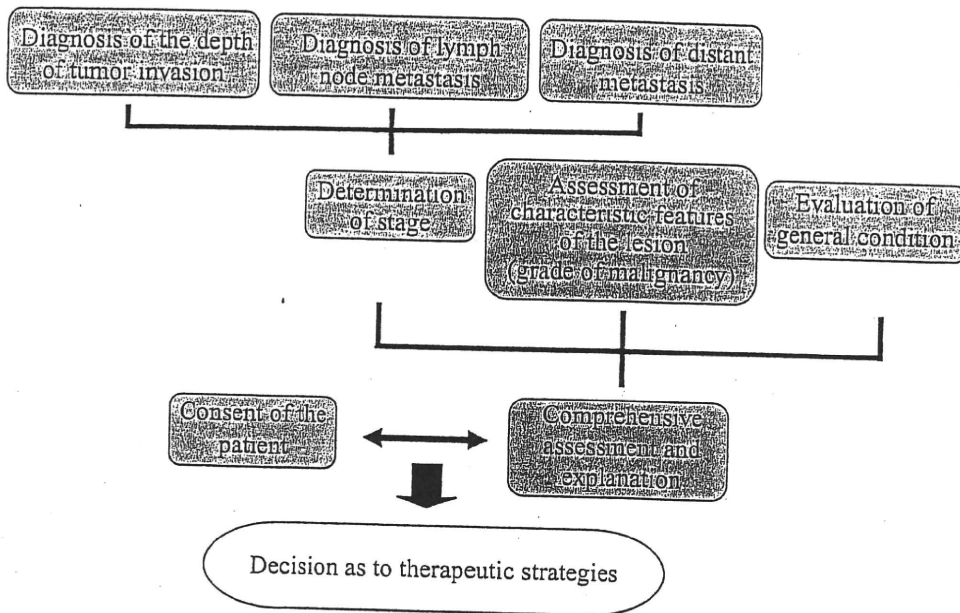 Diagnosis of the depth
of tumor invasion
Diagnosis of lymph
node metastasis
Diagnosis of distant
metastasis
Determination
of stage
Assessment of
characteristic features
of the lesion
(grade of malignancy)
Evaluation of
general condition
Consent of the
patient
Comprehensive
assessment and
explanation
Decision as to therapeutic strategies